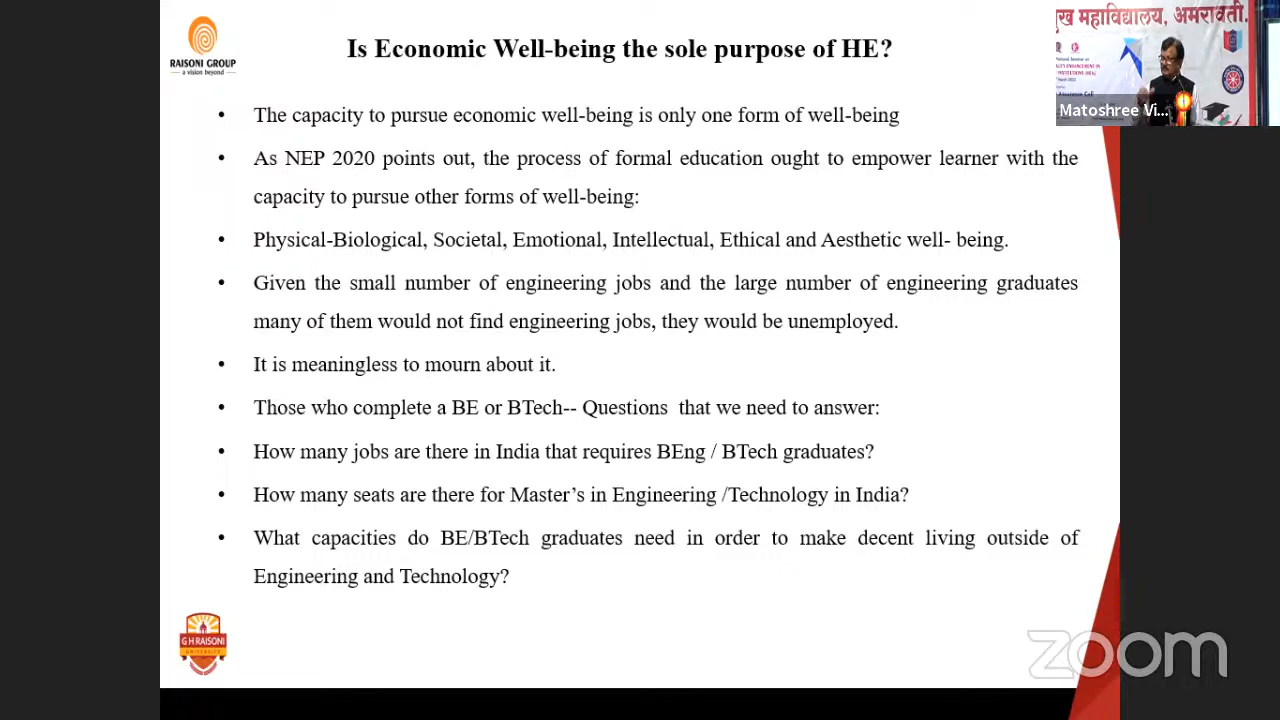 RAISONI GROUP
a vision beyond
Is Economic Well-being the sole purpose of HE?
• The capacity to pursue economic well-being is only one form of well-being
• As NEP 2020 points out, the process of formal education ought to empower learner with the
capacity to pursue other forms of well-being:
• Physical-Biological, Societal, Emotional, Intellectual, Ethical and Aesthetic well- being.
• Given the small number of engineering jobs and the large number of engineering graduates
many of them would not find engineering jobs, they would be unemployed.
• It is meaningless to mourn about it.
• Those who complete a BE or BTech-- Questions that we need to answer:
• How many jobs are there in India that requires BEng / BTech graduates?
• How many seats are there for Master’s in Engineering /Technology in India?
• What capacities do BE/BTech graduates need in order to make decent living outside of
Engineering and Technology?
G H RAISONI
UNIVERSITY
zoom
महाविद्यालय, अमरावती.
Matoshree Vi...